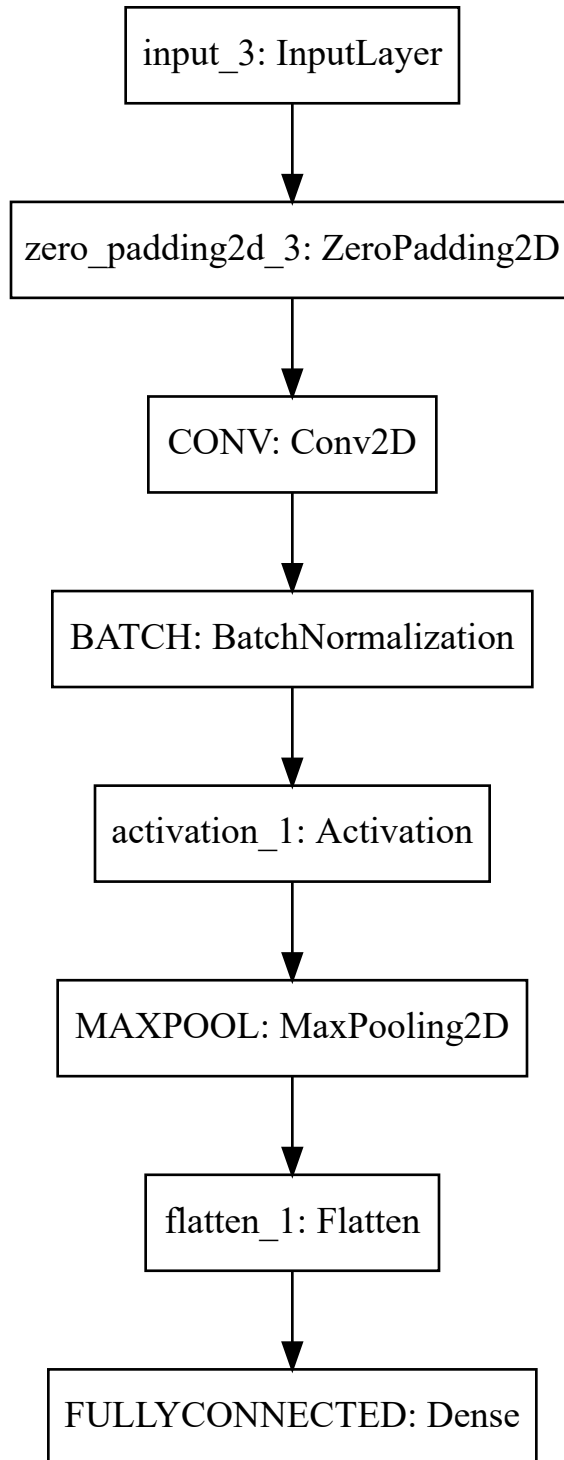 input_3: InputLayer
zero_padding2d_3: ZeroPadding2D
CONV: Conv2D
BATCH: BatchNormalization
activation_1: Activation
MAXPOOL: MaxPooling2D
flatten_1: Flatten
FULLYCONNECTED: Dense